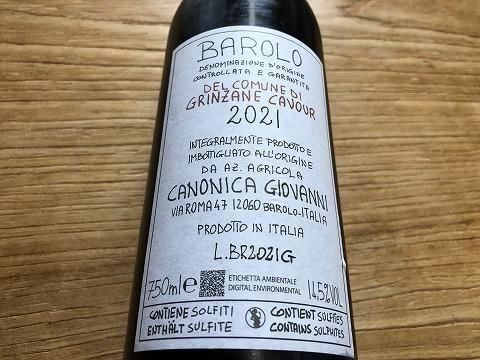 BAROLO
DENOMINAZIONE D'ORIGINE
CONTROLLATA E GARANTITA
DEL COMUNE DI
GRINZANE CAVOUR
2021
INTEGRALMENTE PRODOTTO E
IMBOTTIGLIATO ALL'ORIGINE
DA AZ. AGRICOLA
CANONICA GIOVANNI
VIA ROMA 47 12060 BAROLO-ITALIA
PRODOTTO IN ITALIA
L.BR2021G
750ml e ETICHETTA AMBIENTALE 14,5%VOL
DIGITAL ENVIRONMENTAL
CONTIENE SOLFITI CONTIENT SULFITES
ENTHÄLT SULFITE CONTAINS SULPHITES